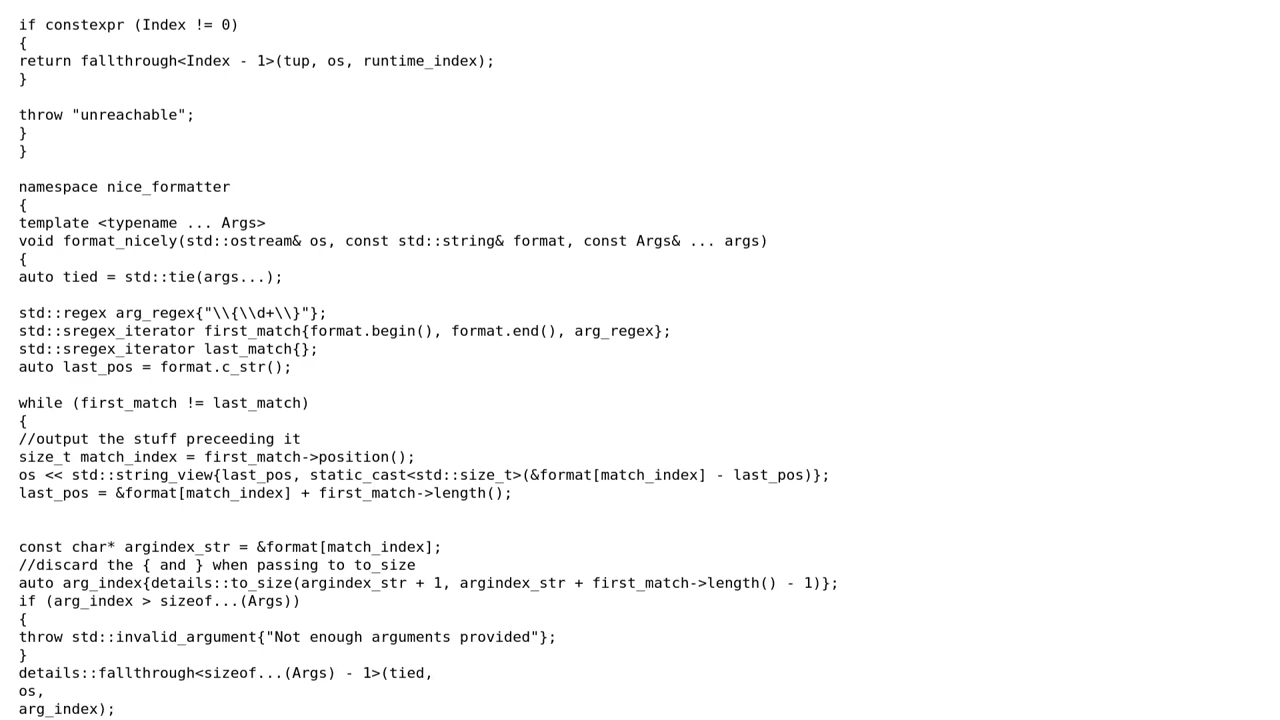 if constexpr (Index != 0)
{
return fallthrough<Index - 1>(tup, os, runtime_index);
}

throw "unreachable";
}
}

namespace nice_formatter
{
template <typename ... Args>
void format_nicely(std::ostream& os, const std::string& format, const Args& ... args)
{
auto tied = std::tie(args...);

std::regex arg_regex{"\\{\\d+\\}"};
std::sregex_iterator first_match{format.begin(), format.end(), arg_regex};
std::sregex_iterator last_match{};
auto last_pos = format.c_str();

while (first_match != last_match)
{
//output the stuff preceeding it
size_t match_index = first_match->position();
os << std::string_view{last_pos, static_cast<std::size_t>(&format[match_index] - last_pos)};
last_pos = &format[match_index] + first_match->length();


const char* argindex_str = &format[match_index];
//discard the { and } when passing to to_size
auto arg_index{details::to_size(argindex_str + 1, argindex_str + first_match->length() - 1)};
if (arg_index > sizeof...(Args))
{
throw std::invalid_argument{"Not enough arguments provided"};
}
details::fallthrough<sizeof...(Args) - 1>(tied,
os,
arg_index);